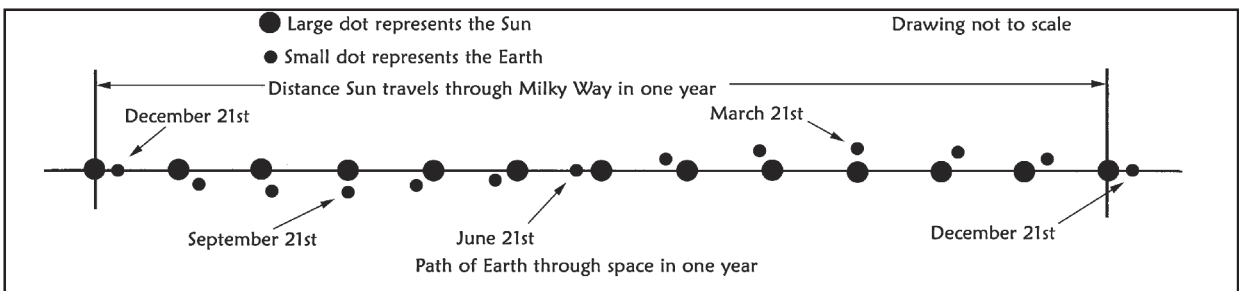 Large dot represents the Sun
Drawing not to scale
Small dot represents the Earth
Distance Sun travels through Milky Way in one year
December 21st
March 21st
September 21st
June 21st
December 21st
Path of Earth through space in one year